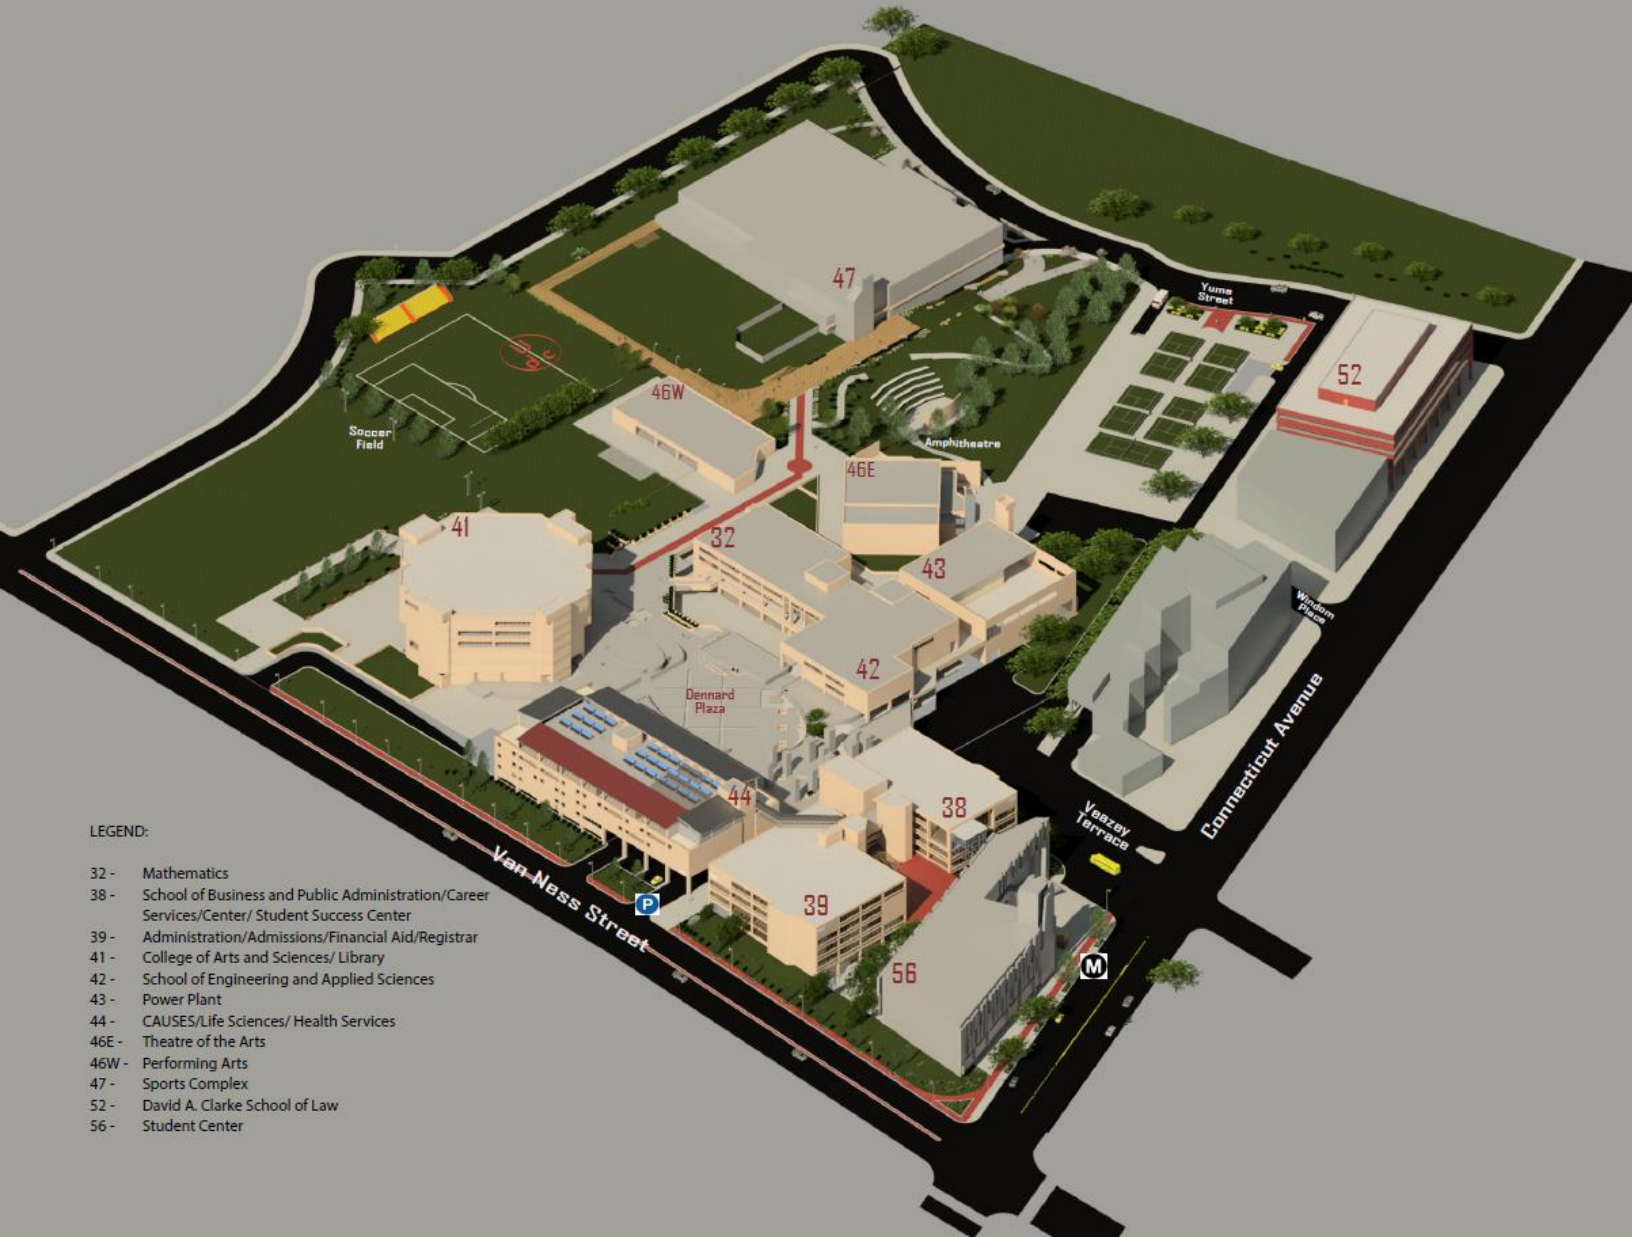 47
Yuma
Street
52
46W
Soccer
Field
Amphitheatre
46E
41
32
43
Windom
Place
42
Dennard
Plaza
44
38
Connecticut Avenue
Veazey
Terrace
Van Ness Street
P
39
56
M
LEGEND:
32 - Mathematics
38 - School of Business and Public Administration/Career
Services/Center/ Student Success Center
39 - Administration/Admissions/Financial Aid/Registrar
41 - College of Arts and Sciences/ Library
42 - School of Engineering and Applied Sciences
43 - Power Plant
44 - CAUSES/Life Sciences/ Health Services
46E - Theatre of the Arts
46W - Performing Arts
47 - Sports Complex
52 - David A. Clarke School of Law
56 - Student Center